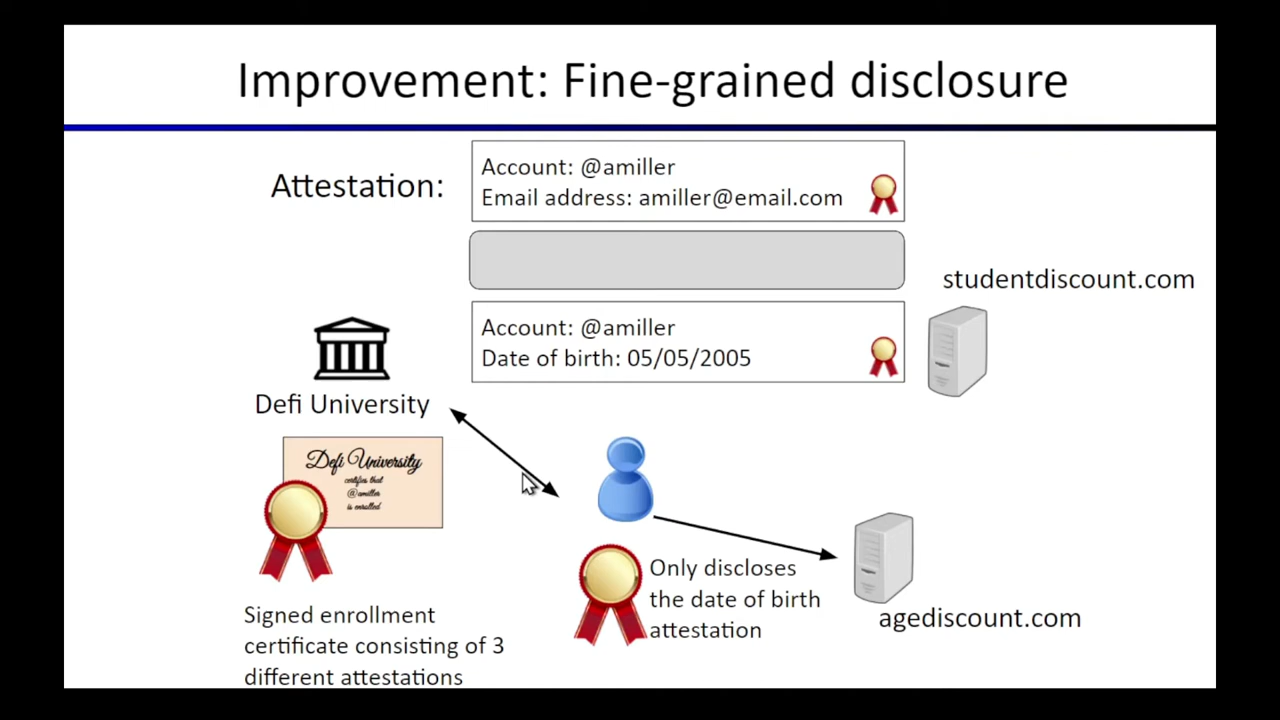 Improvement: Fine-grained disclosure
Attestation:
Account: @amiller
Email address: amiller@email.com
studentdiscount.com
Account: @amiller
Date of birth: 05/05/2005
Defi University
Defi University
certifies that
@amiller
is enrolled
Only discloses
the date of birth
attestation
agediscount.com
Signed enrollment
certificate consisting of 3
different attestations